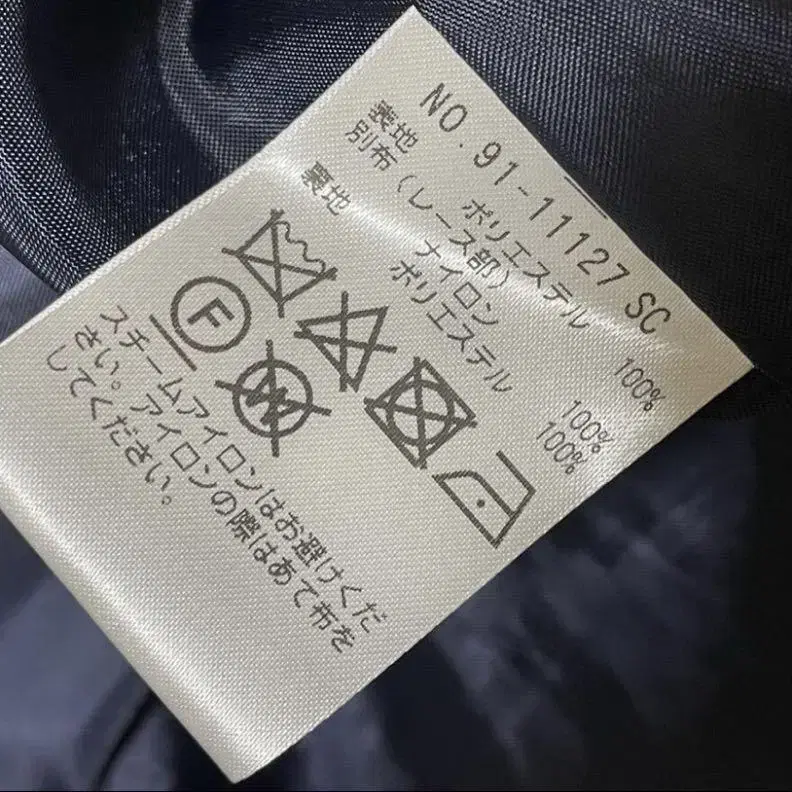 NO.91-11127 SC
表地 ポリエステル 100%
別布(レース部)
ナイロン 100%
裏地 ポリエステル 100%
F
W
スチームアイロンはお避けくだ
さい。アイロンの際はあて布を
してください。